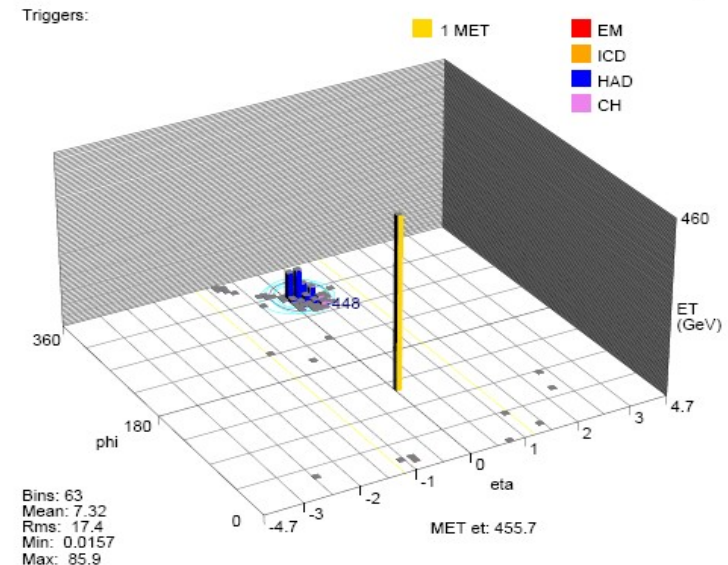 Triggers:
1 MET
EM
ICD
HAD
CH
460
ET
(GeV)
448
360
180
phi
0
-4.7
-3
-2
-1
0
1
2
3
4.7
eta
MET et: 455.7
Bins: 63
Mean: 7.32
Rms: 17.4
Min: 0.0157
Max: 85.9